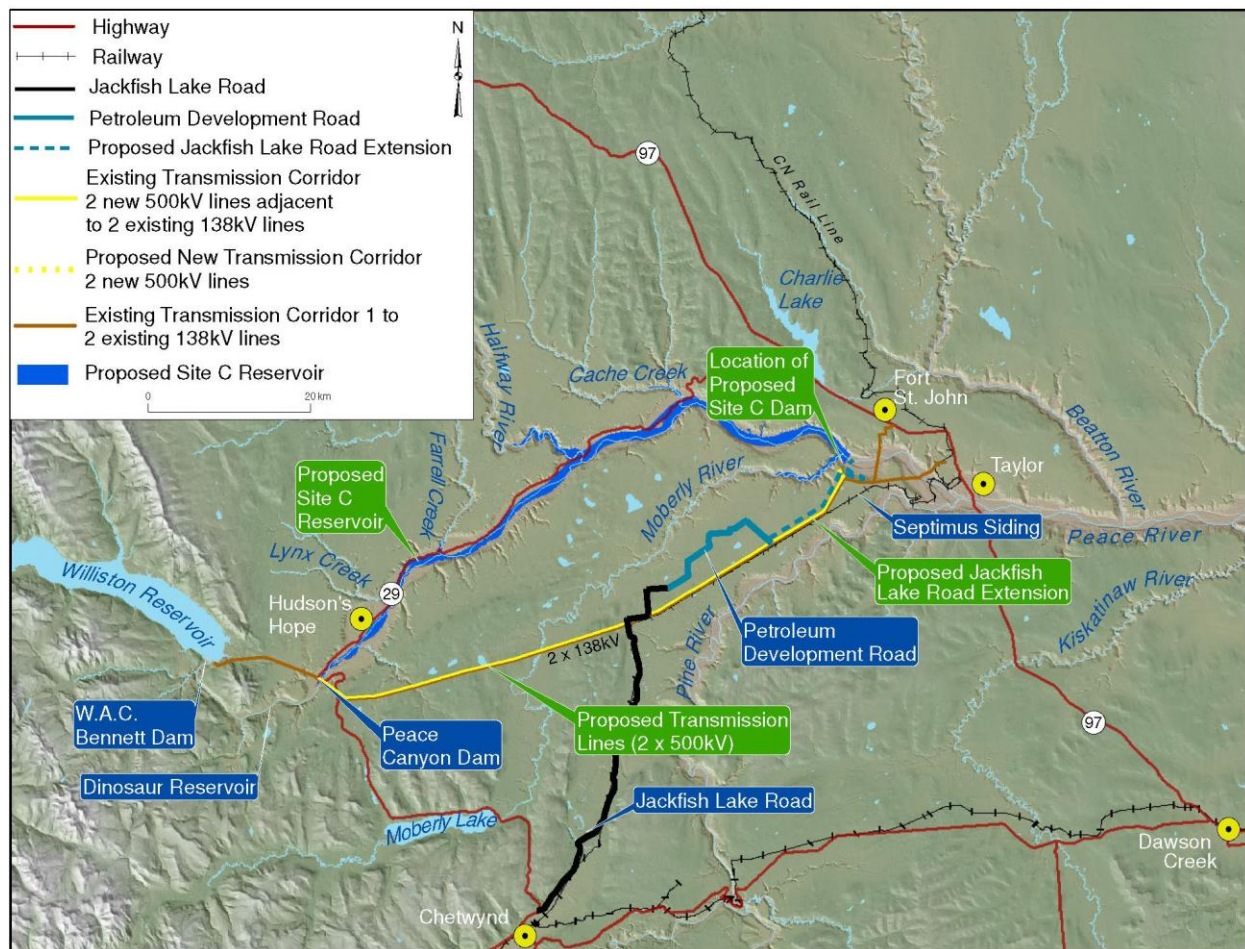 Highway
Railway
Jackfish Lake Road
Petroleum Development Road
Proposed Jackfish Lake Road Extension
Existing Transmission Corridor
2 new 500kV lines adjacent
to 2 existing 138kV lines
Proposed New Transmission Corridor
2 new 500kV lines
Existing Transmission Corridor 1 to
2 existing 138kV lines
Proposed Site C Reservoir
0
20 km
N
97
CN Rail Line
Charlie
Lake
Halfway River
Cache Creek
Location of
Proposed
Site C Dam
Fort
St. John
Beatton River
Farrell Creek
Proposed
Site C
Reservoir
Moberly River
Taylor
Septimus Siding
Peace River
Lynx Creek
Williston Reservoir
Hudson's
Hope
29
Proposed Jackfish
Lake Road Extension
Kiskatinaw River
2 x 138kV
Petroleum
Development Road
Pine River
W.A.C.
Bennett Dam
Peace
Canyon Dam
Proposed Transmission
Lines (2 x 500kV)
97
Dinosaur Reservoir
Jackfish Lake Road
Moberly Lake
Dawson
Creek
Chetwynd